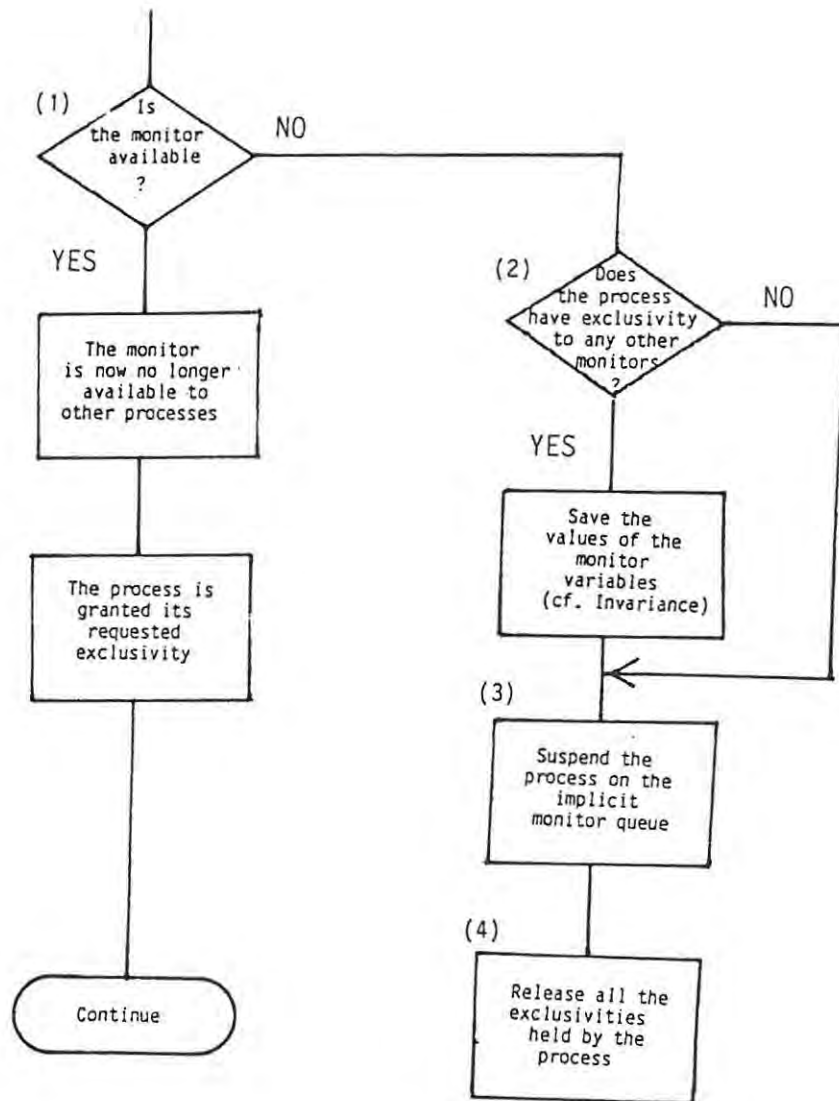 (1)
Is
the monitor
available
?
NO
YES
The monitor
is now no longer
available to
other processes
The process is
granted its
requested
exclusivity
Continue
(2)
Does
the process
have exclusivity
to any other
monitors
?
NO
YES
Save the
values of the
monitor
variables
(cf. Invariance)
(3)
Suspend the
process on the
implicit
monitor queue
(4)
Release all the
exclusivities
held by the
process